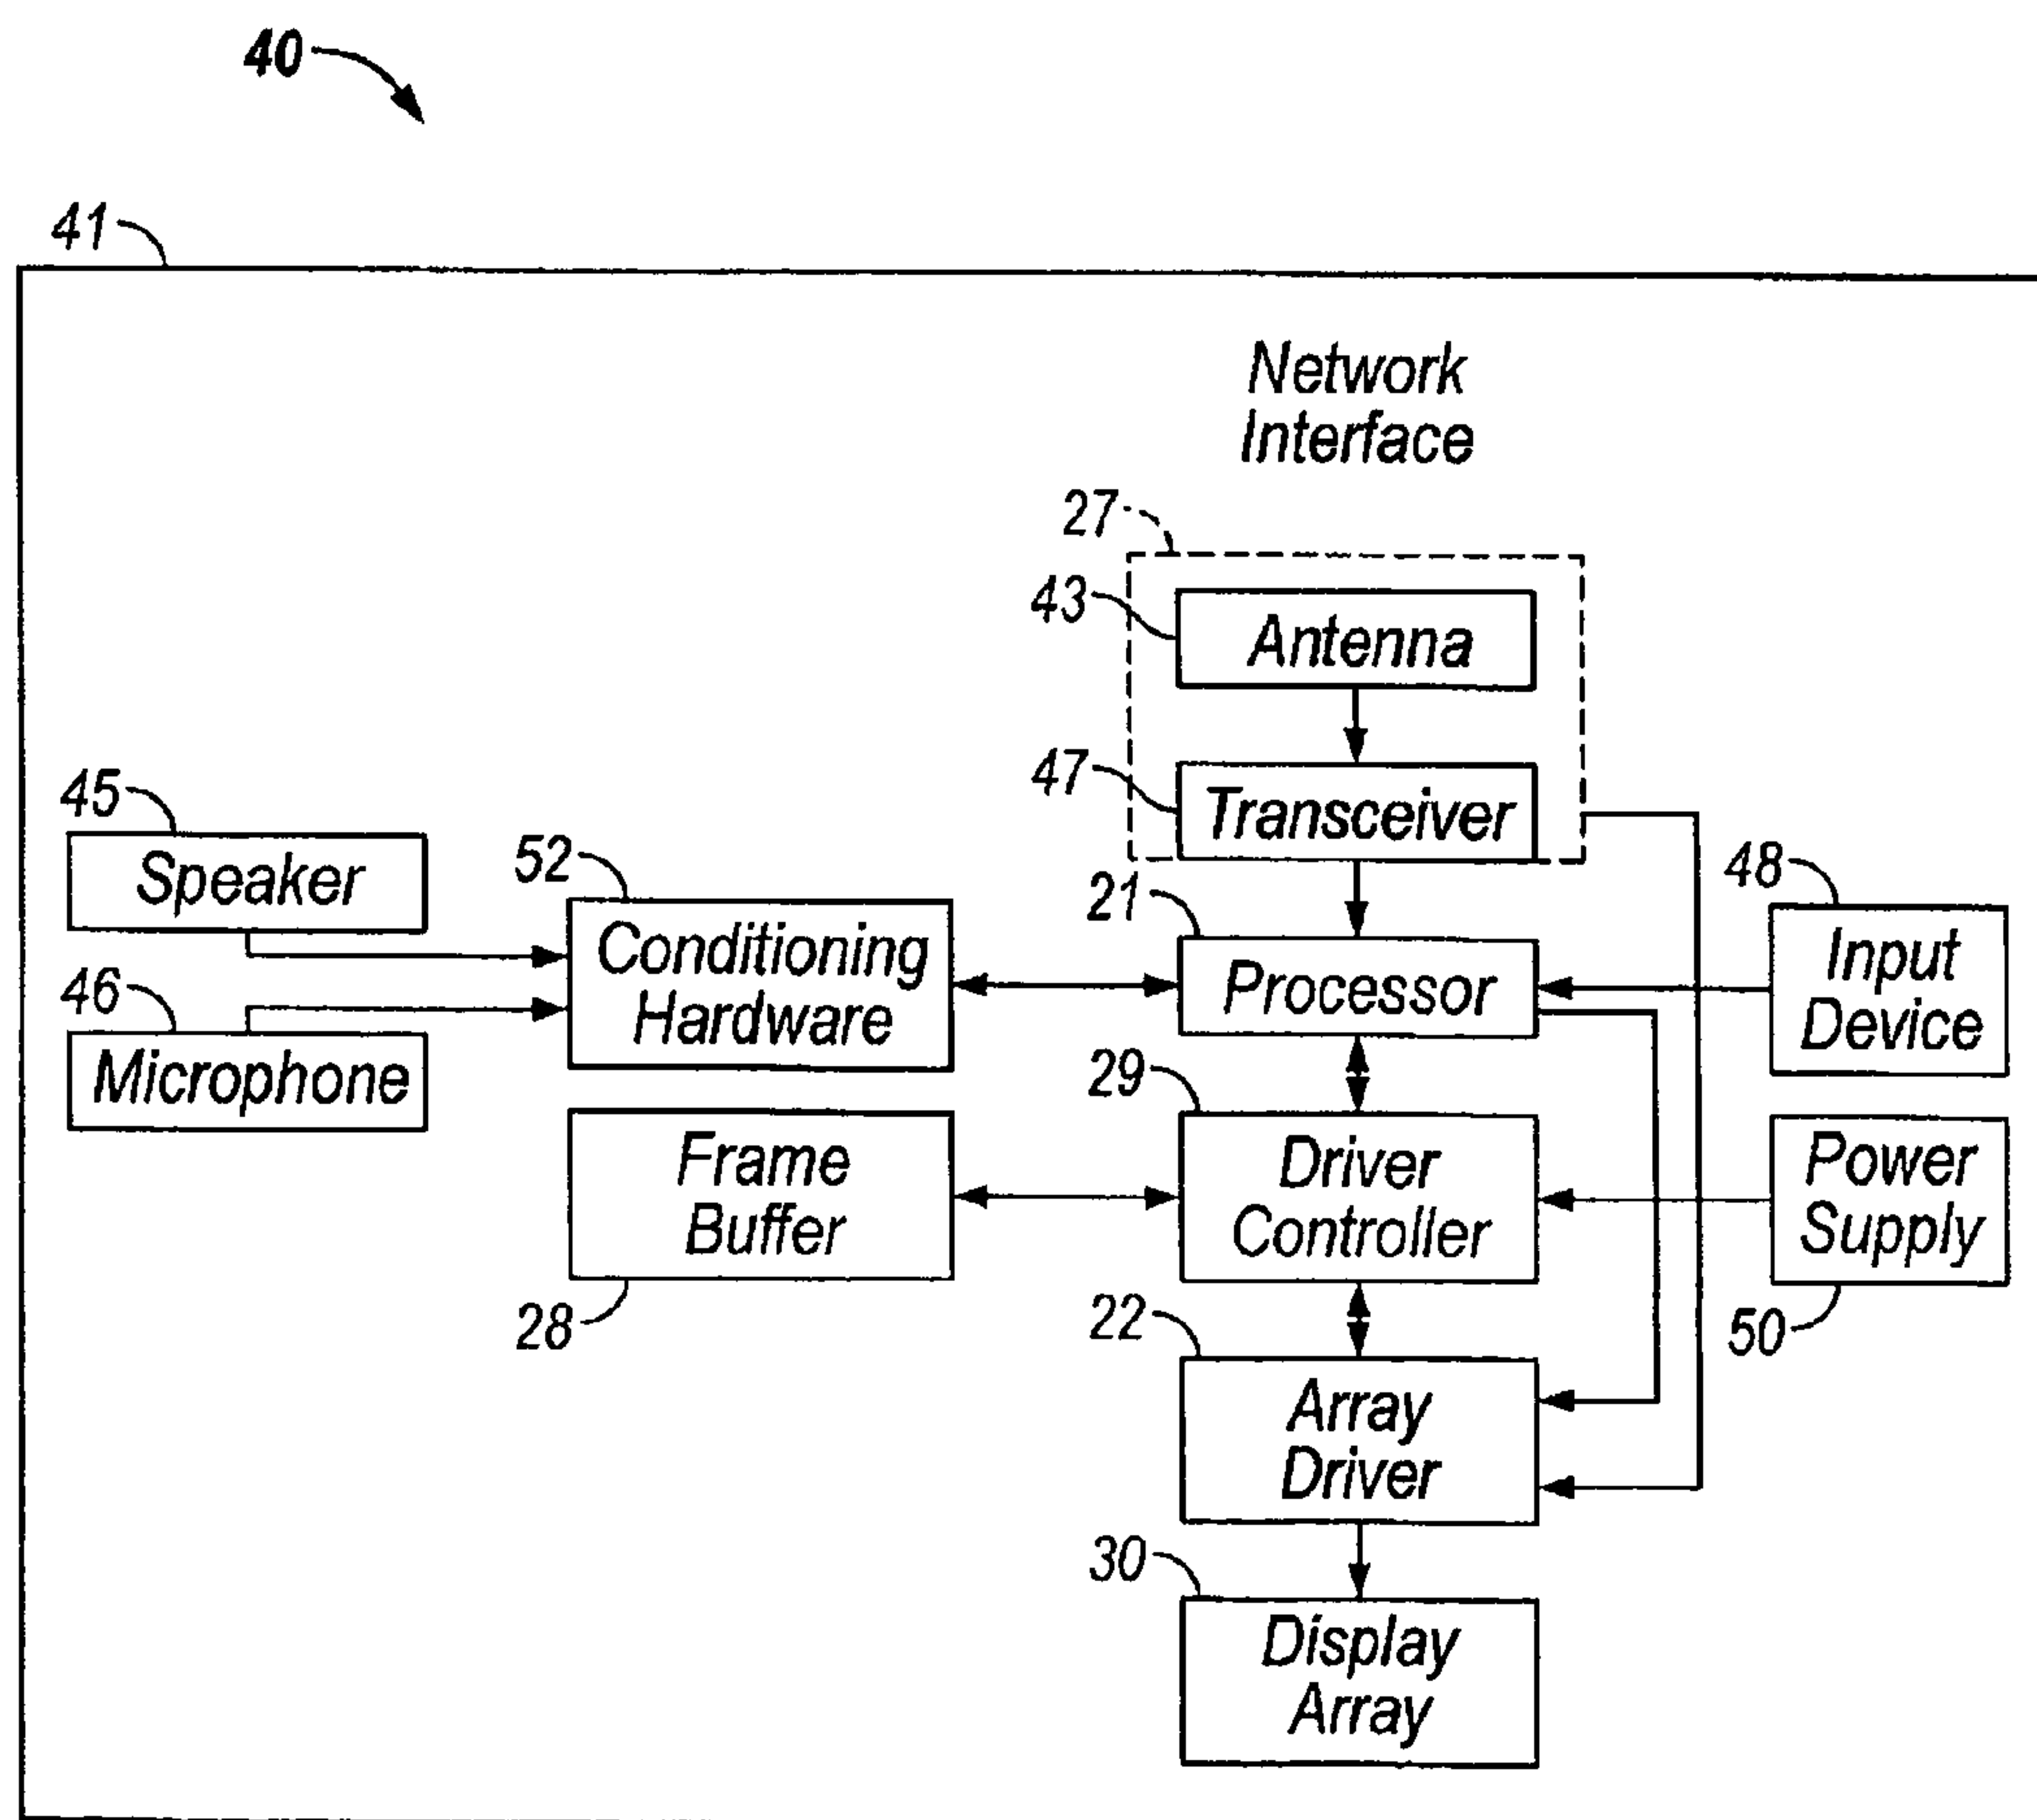 40
41
Network
Interface
27
43
Antenna
47
Transceiver
45
Speaker
52
Conditioning
Hardware
21
Processor
48
Input
Device
46
Microphone
29
Driver
Controller
Frame
Buffer
28
Power
Supply
50
22
Array
Driver
30
Display
Array